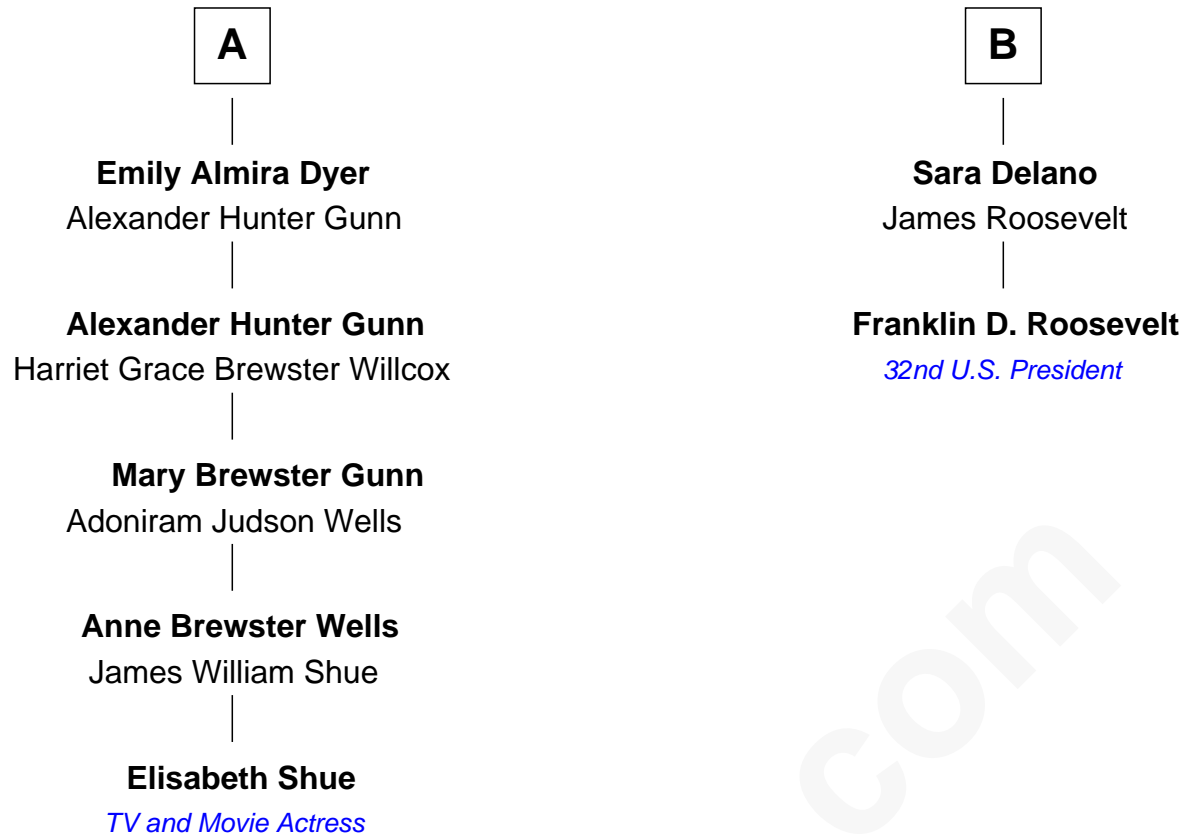 A
Emily Almira Dyer
Alexander Hunter Gunn
Alexander Hunter Gunn
Harriet Grace Brewster Willcox
Mary Brewster Gunn
Adoniram Judson Wells
Anne Brewster Wells
James William Shue
Elisabeth Shue
TV and Movie Actress
B
Sara Delano
James Roosevelt
Franklin D. Roosevelt
32nd U.S. President
com